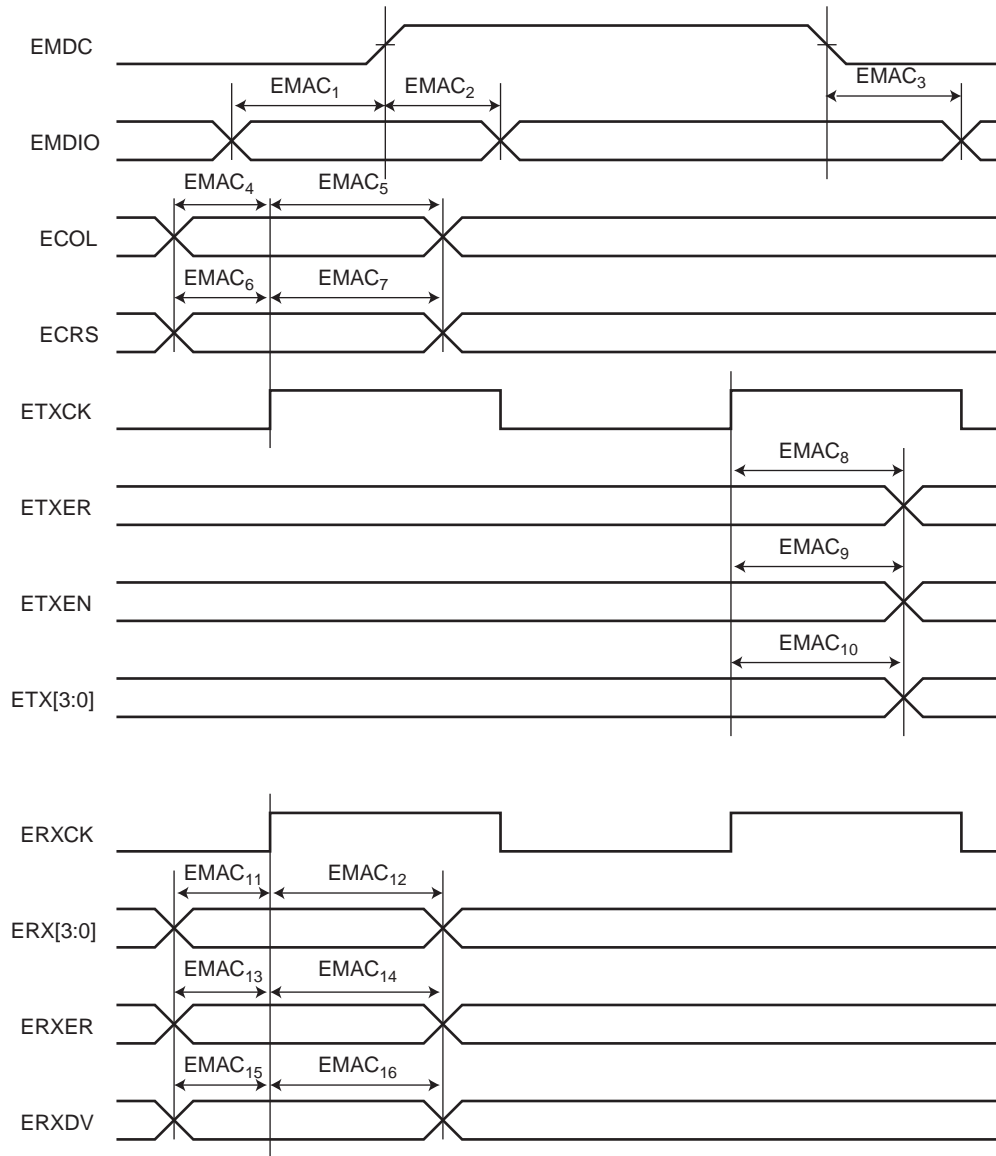 EMDC
EMAC1 EMAC2 EMAC3
EMDIO
EMAC4 EMAC5
ECOL
EMAC6 EMAC7
ECRS
ETXCK
EMAC8
ETXER
EMAC9
ETXEN
EMAC10
ETX[3:0]
ERXCK
EMAC11 EMAC12
ERX[3:0]
EMAC13 EMAC14
ERXER
EMAC15 EMAC16
ERXDV